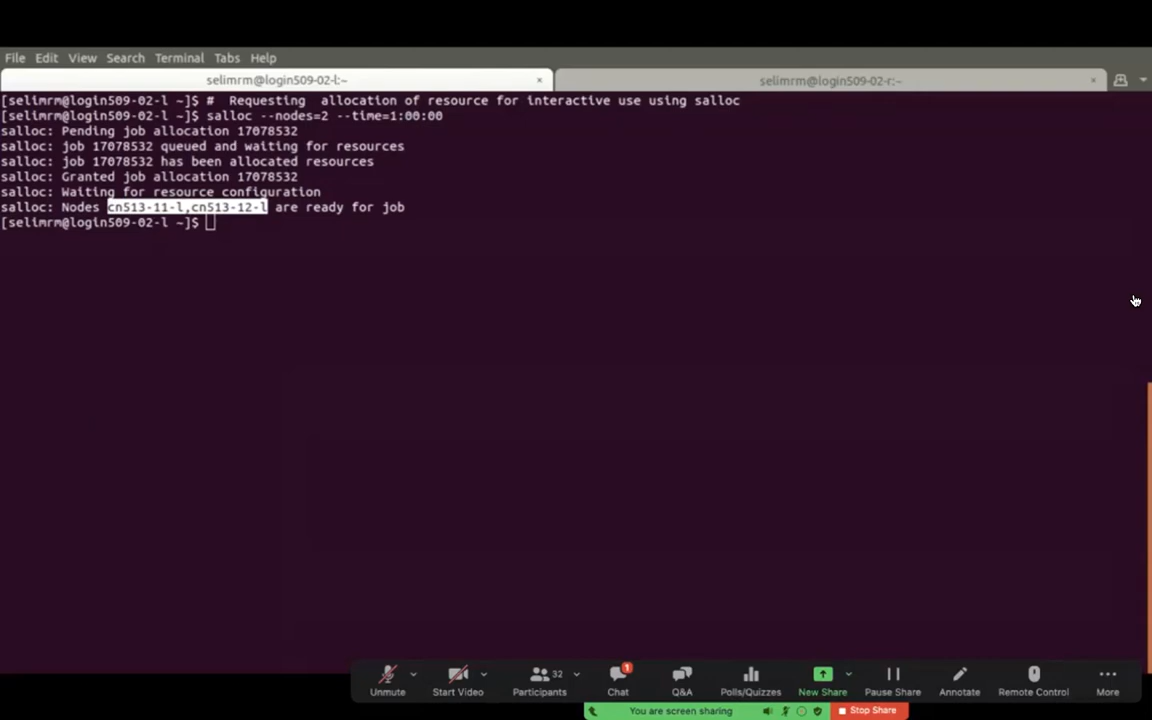 File Edit View Search Terminal Tabs Help
selimrm@login509-02-l:~ × selimrm@login509-02-r:~ ×
[selimrm@login509-02-l ~]$ #  Requesting  allocation of resource for interactive use using salloc
[selimrm@login509-02-l ~]$ salloc --nodes=2 --time=1:00:00
salloc: Pending job allocation 17078532
salloc: job 17078532 queued and waiting for resources
salloc: job 17078532 has been allocated resources
salloc: Granted job allocation 17078532
salloc: Waiting for resource configuration
salloc: Nodes cn513-11-l,cn513-12-l are ready for job
[selimrm@login509-02-l ~]$
32 1
Unmute Start Video Participants Chat Q&A Polls/Quizzes New Share Pause Share Annotate Remote Control More
You are screen sharing Stop Share